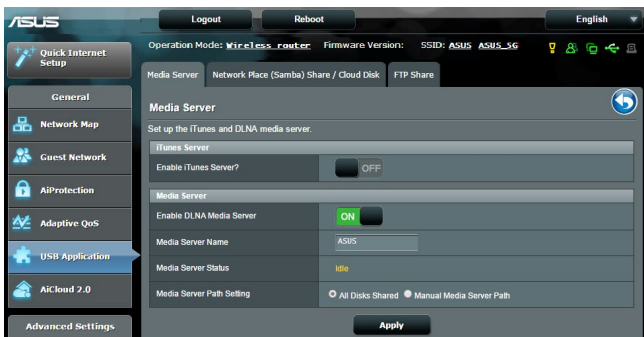 ASUS
Logout
Reboot
English
Quick Internet
Setup
Operation Mode: Wireless router Firmware Version: SSID: ASUS ASUS_5G
Media Server
Network Place (Samba) Share / Cloud Disk
FTP Share
General
Network Map
Guest Network
AiProtection
Adaptive QoS
USB Application
AiCloud 2.0
Advanced Settings
Media Server
Set up the iTunes and DLNA media server.
iTunes Server
Enable iTunes Server?
OFF
Media Server
Enable DLNA Media Server
ON
Media Server Name
ASUS
Media Server Status
Idle
Media Server Path Setting
All Disks Shared
Manual Media Server Path
Apply